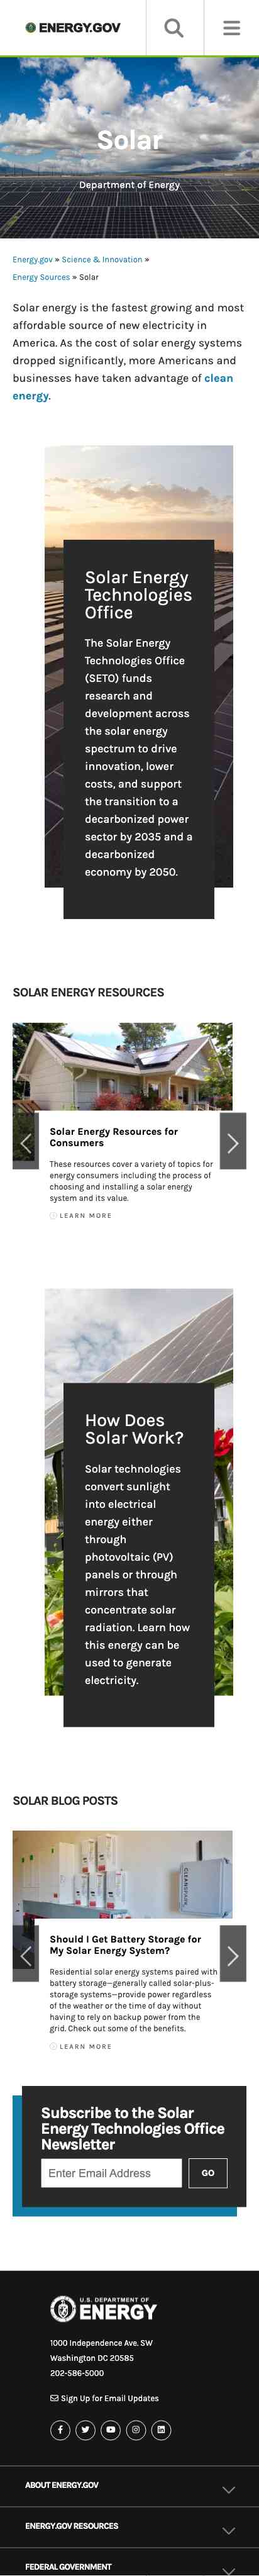 ENERGY.GOV
Solar
Department of Energy
Energy.gov » Science & Innovation »
Energy Sources » Solar
Solar energy is the fastest growing and most
affordable source of new electricity in
America. As the cost of solar energy systems
dropped significantly, more Americans and
businesses have taken advantage of clean
energy.
Solar Energy
Technologies
Office
The Solar Energy
Technologies Office
(SETO) funds
research and
development across
the solar energy
spectrum to drive
innovation, lower
costs, and support
the transition to a
decarbonized power
sector by 2035 and a
decarbonized
economy by 2050.
SOLAR ENERGY RESOURCES
Solar Energy Resources for
Consumers
These resources cover a variety of topics for
energy consumers including the process of
choosing and installing a solar energy
system and its value.
LEARN MORE
How Does
Solar Work?
Solar technologies
convert sunlight
into electrical
energy either
through
photovoltaic (PV)
panels or through
mirrors that
concentrate solar
radiation. Learn how
this energy can be
used to generate
electricity.
SOLAR BLOG POSTS
CLEANSPARK
Should I Get Battery Storage for
My Solar Energy System?
Residential solar energy systems paired with
battery storage—generally called solar-plus-
storage systems—provide power regardless
of the weather or the time of day without
having to rely on backup power from the
grid. Check out some of the benefits.
LEARN MORE
Subscribe to the Solar
Energy Technologies Office
Newsletter
Enter Email Address
GO
U.S. DEPARTMENT OF
ENERGY
1000 Independence Ave. SW
Washington DC 20585
202-586-5000
Sign Up for Email Updates
ABOUT ENERGY.GOV
ENERGY.GOV RESOURCES
FEDERAL GOVERNMENT